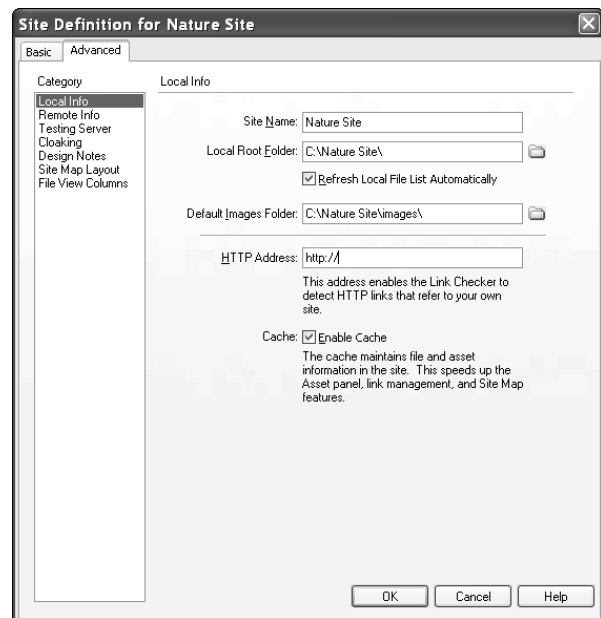 Site Definition for Nature Site
Basic
Advanced
Category
Local Info
Remote Info
Testing Server
Cloaking
Design Notes
Site Map Layout
File View Columns
Local Info
Site Name: Nature Site
Local Root Folder: C:\Nature Site\
Refresh Local File List Automatically
Default Images Folder: C:\Nature Site\images\
HTTP Address: http://
This address enables the Link Checker to
detect HTTP links that refer to your own
site.
Cache: Enable Cache
The cache maintains file and asset
information in the site. This speeds up the
Asset panel, link management, and Site Map
features.
OK
Cancel
Help